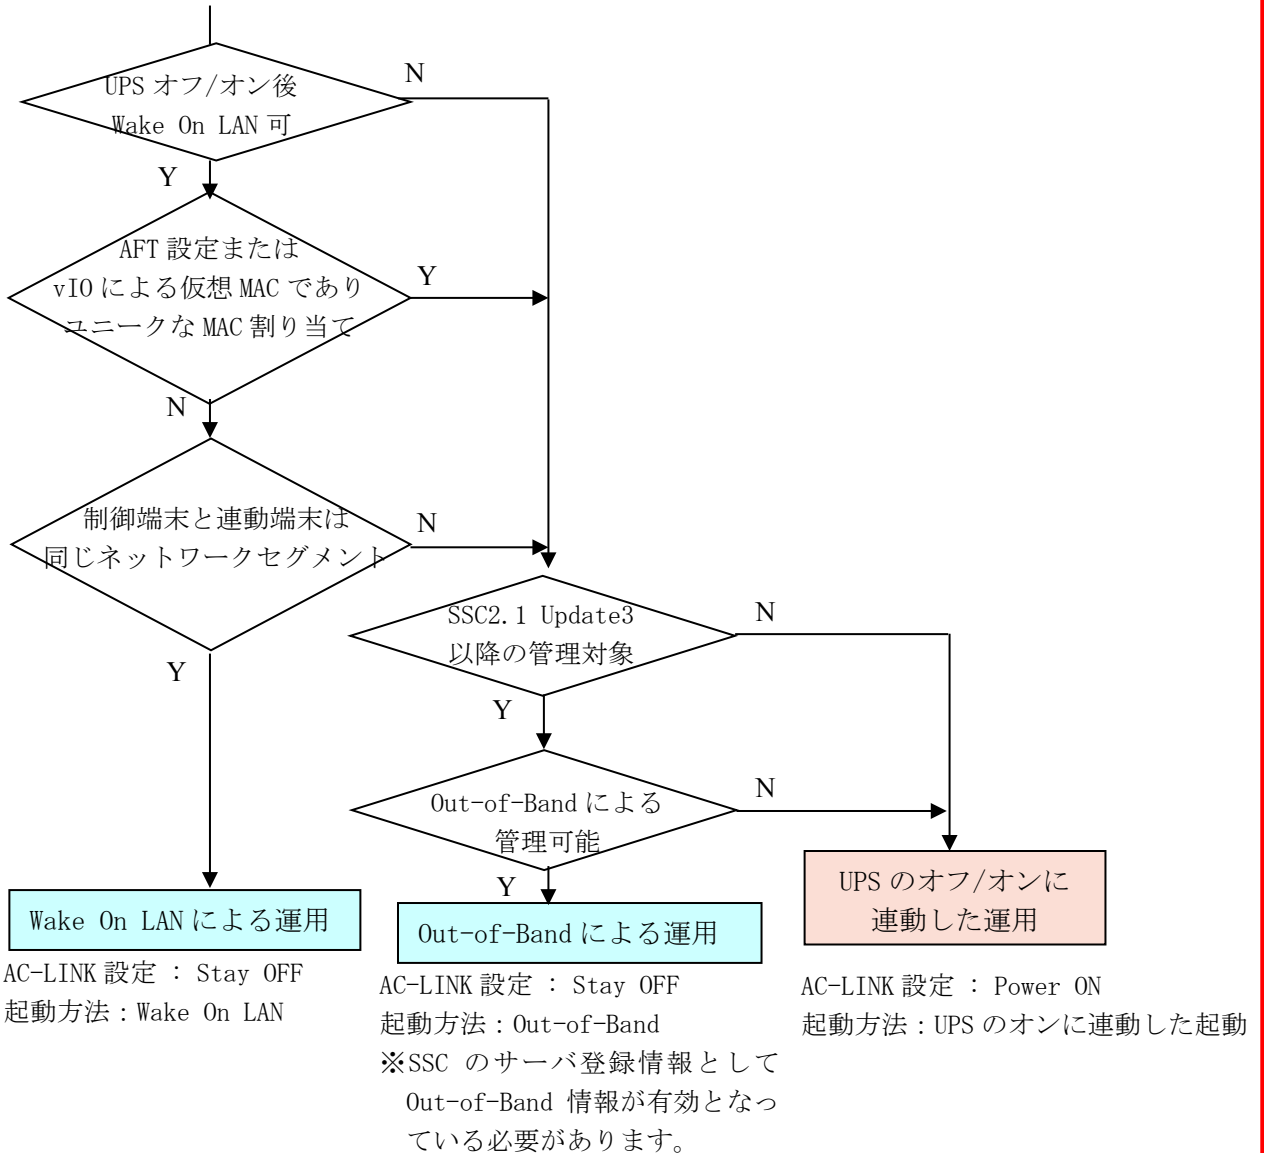 UPS オフ/オン後
Wake On LAN 可
N
Y
AFT 設定または
vIO による仮想 MAC であり
ユニークな MAC 割り当て
Y
N
制御端末と連動端末は
同じネットワークセグメント
N
Y
SSC2.1 Update3
以降の管理対象
N
Y
Out-of-Band による
管理可能
N
Y
Wake On LAN による運用
AC-LINK 設定 : Stay OFF
起動方法:Wake On LAN
Out-of-Band による運用
AC-LINK 設定 : Stay OFF
起動方法:Out-of-Band
※SSC のサーバ登録情報として
Out-of-Band 情報が有効となっ
ている必要があります。
UPS のオフ/オンに
連動した運用
AC-LINK 設定 : Power ON
起動方法:UPS のオンに連動した起動